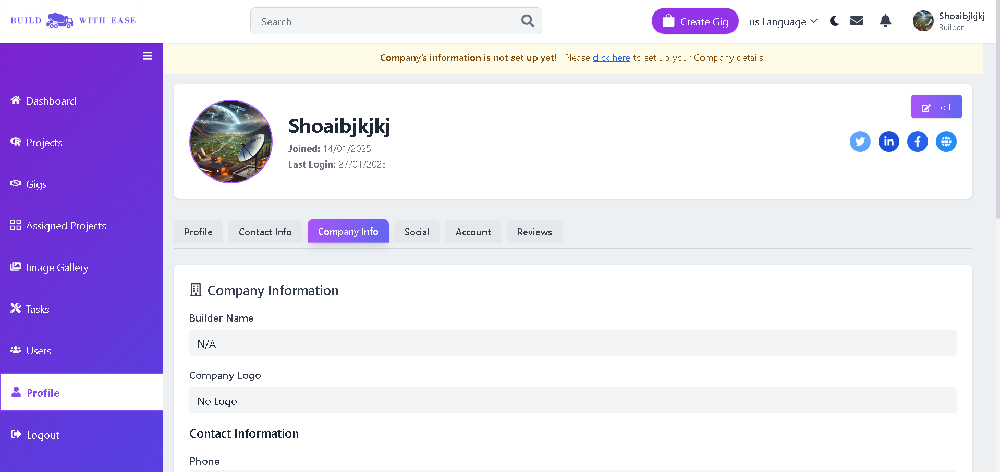 BUILD WITH EASE
Search
Create Gig
us Language
Shoaibjkjkj
Builder
Company's information is not set up yet! Please click here to set up your Company details.
Dashboard
Projects
Gigs
Assigned Projects
Image Gallery
Tasks
Users
Profile
Logout
Edit
Starlink
Shoaibjkjkj
Joined: 14/01/2025
Last Login: 27/01/2025
Profile
Contact Info
Company Info
Social
Account
Reviews
Company Information
Builder Name
N/A
Company Logo
No Logo
Contact Information
Phone